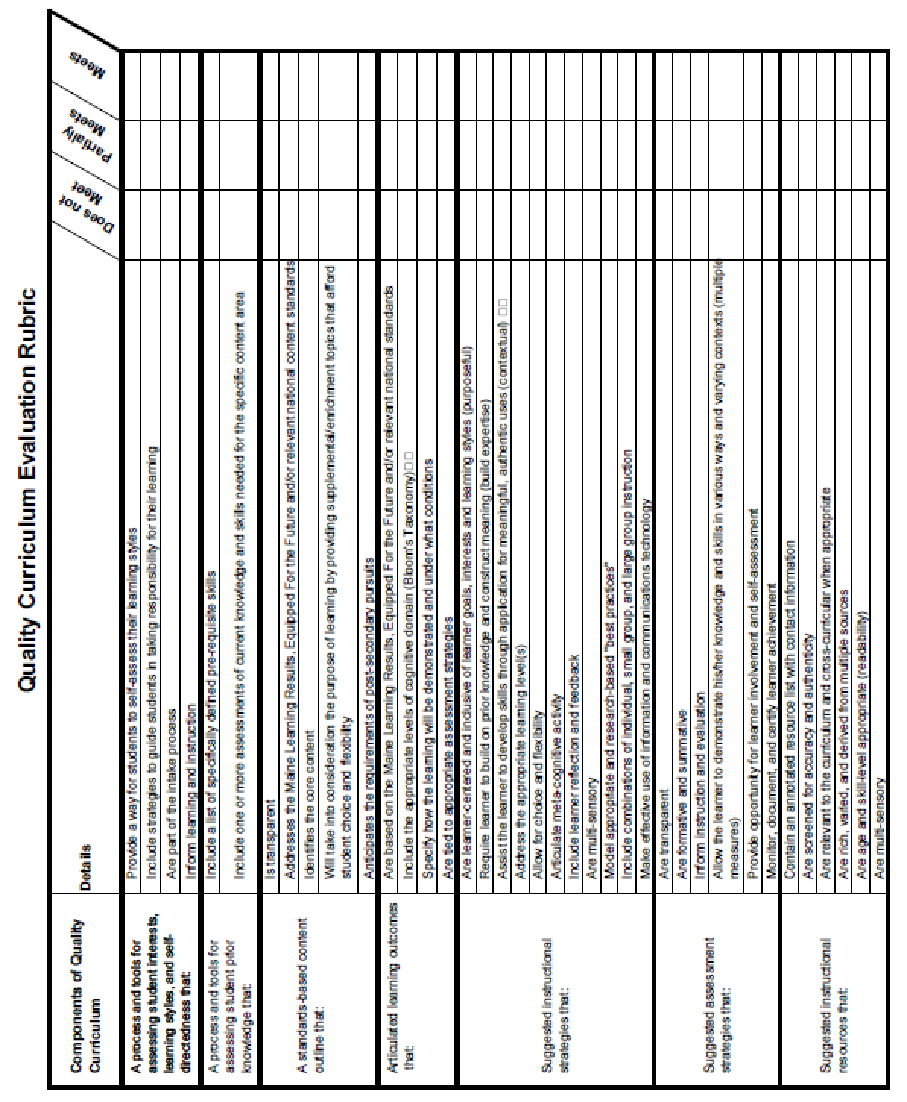 Quality Curriculum Evaluation Rubric
Components of Quality
Curriculum
Details
Does not
Meet
Partially
Meets
Meets
A process and tools for
assessing student interests,
learning styles, and self-
directedness that:
Provide a way for students to self-assess their learning styles
Include strategies to guide students in taking responsibility for their learning
Are part of the intake process
Inform learning and instruction
A process and tools for
assessing student prior
knowledge that:
Include a list of specifically defined pre-requisite skills
Include one or more assessments of current knowledge and skills needed for the specific content area
A standards-based content
outline that:
Is transparent
Addresses the Maine Learning Results, Equipped For the Future and/or relevant national content standards
Identifies the core content
Will take into consideration the purpose of learning by providing supplemental/enrichment topics that afford
student choice and flexibility
Anticipates the requirements of post-secondary pursuits
Articulated learning outcomes
that:
Are based on the Maine Learning Results, Equipped For the Future and/or relevant national standards
Include the appropriate levels of cognitive domain (Bloom's Taxonomy)□□
Specify how the learning will be demonstrated and under what conditions
Are tied to appropriate assessment strategies
Suggested instructional
strategies that:
Are learner-centered and inclusive of learner goals, interests and learning styles (purposeful)
Require learner to build on prior knowledge and construct meaning (build expertise)
Assist the learner to develop skills through application for meaningful, authentic uses (contextual) □□
Address the appropriate learning level(s)
Allow for choice and flexibility
Articulate meta-cognitive activity
Include learner reflection and feedback
Are multi-sensory
Model appropriate and research-based "best practices"
Include combinations of individual, small group, and large group instruction
Make effective use of information and communications technology
Suggested assessment
strategies that:
Are transparent
Are formative and summative
Inform instruction and evaluation
Allow the learner to demonstrate his/her knowledge and skills in various ways and varying contexts (multiple
measures)
Provide opportunity for learner involvement and self-assessment
Monitor, document, and certify learner achievement
Suggested instructional
resources that:
Contain an annotated resource list with contact information
Are screened for accuracy and authenticity
Are relevant to the curriculum and cross-curricular when appropriate
Are rich, varied, and derived from multiple sources
Are age and skill-level appropriate (readability)
Are multi-sensory